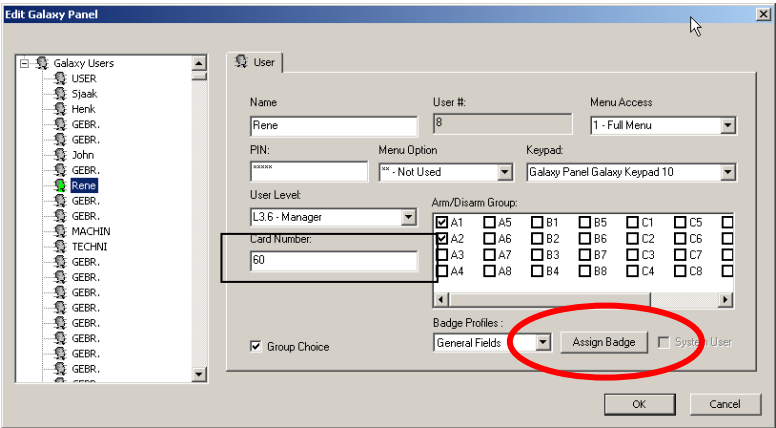 Edit Galaxy Panel
Galaxy Users
USER
Sjaak
Henk
GEBR.
GEBR.
John
GEBR.
Rene
GEBR.
GEBR.
MACHIN
TECHNI
GEBR.
GEBR.
GEBR.
GEBR.
GEBR.
GEBR.
GEBR.
GEBR.
User
Name User #: Menu Access
Rene 8 1 - Full Menu
PIN: Menu Option Keypad:
***** ** - Not Used Galaxy Panel Galaxy Keypad 10
User Level: Arm/Disarm Group:
L3.6 - Manager A1 A5 B1 B5 C1 C5
Card Number: A2 A6 B2 B6 C2 C6
60 A3 A7 B3 B7 C3 C7
A4 A8 B4 B8 C4 C8
Badge Profiles :
Group Choice General Fields Assign Badge System User
OK Cancel